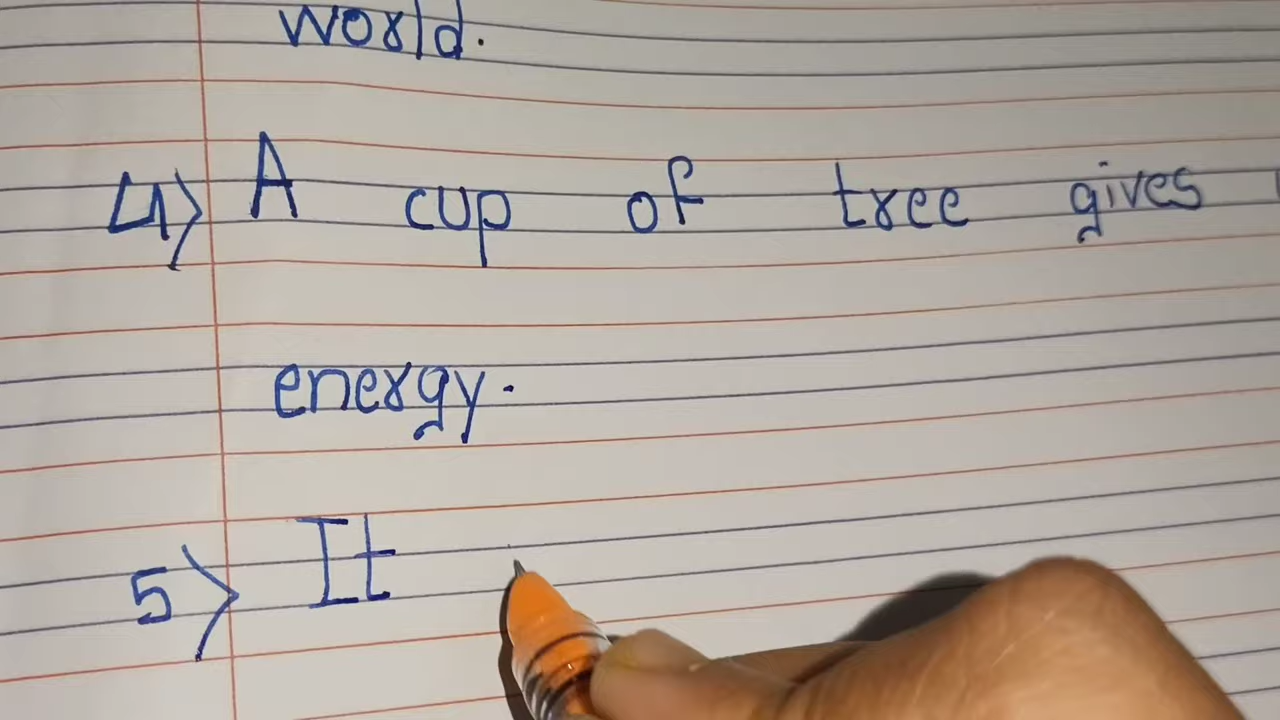 world.
4) A cup of tree gives
energy.
5) It